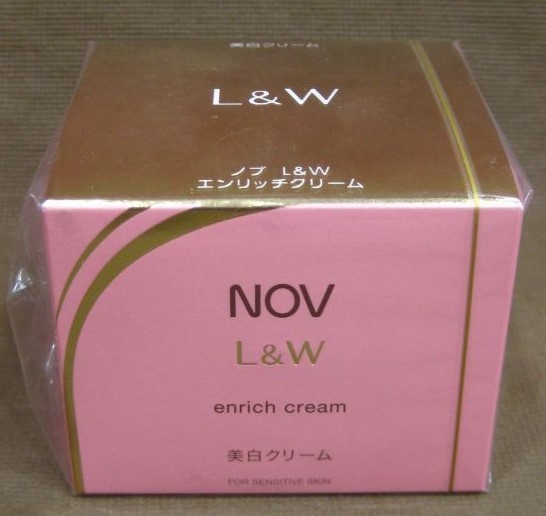 美白クリーム
L&W
ノブ L&W
エンリッチクリーム
NOV
L&W
enrich cream
美白クリーム
FOR SENSITIVE SKIN